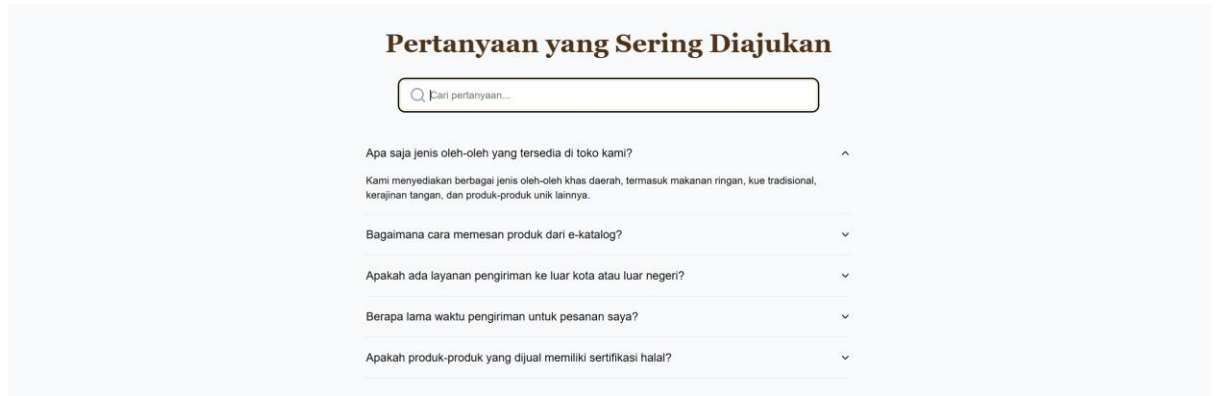 Pertanyaan yang Sering Diajukan
Cari pertanyaan...
Apa saja jenis oleh-oleh yang tersedia di toko kami?
Kami menyediakan berbagai jenis oleh-oleh khas daerah, termasuk makanan ringan, kue tradisional,
kerajinan tangan, dan produk-produk unik lainnya.
Bagaimana cara memesan produk dari e-katalog?
Apakah ada layanan pengiriman ke luar kota atau luar negeri?
Berapa lama waktu pengiriman untuk pesanan saya?
Apakah produk-produk yang dijual memiliki sertifikasi halal?